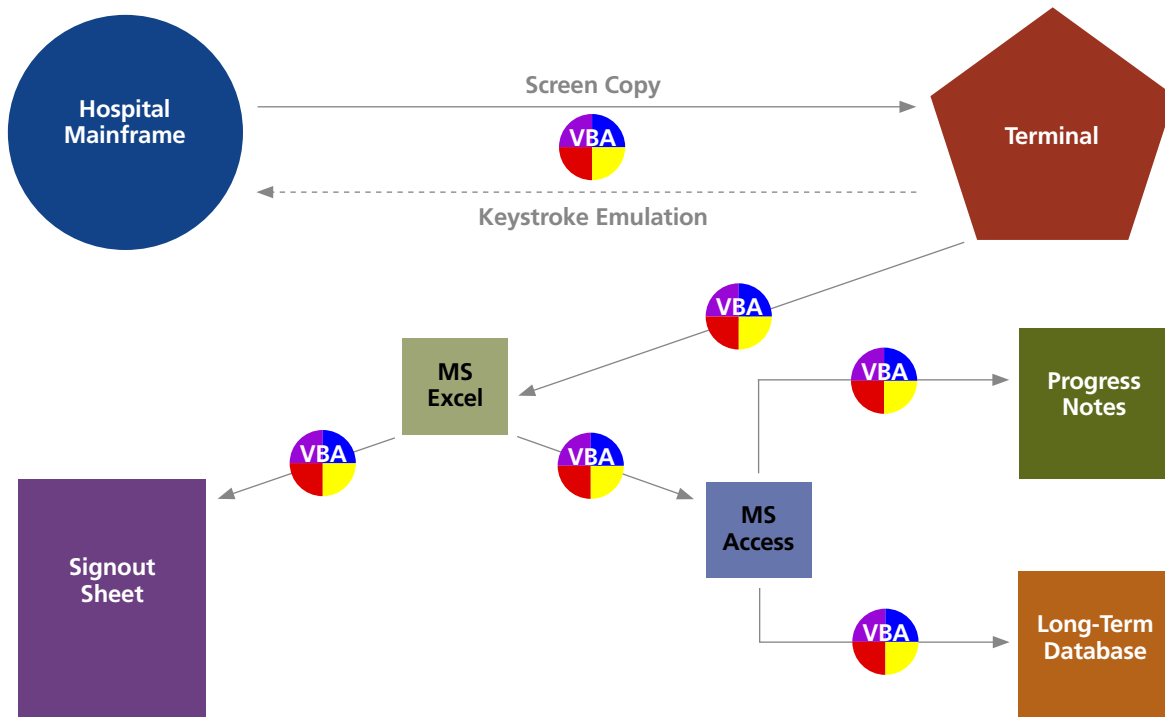 Hospital
Mainframe
Screen Copy
VBA
Keystroke Emulation
Terminal
VBA
MS
Excel
VBA
Progress
Notes
VBA
VBA
Signout
Sheet
MS
Access
VBA
Long-Term
Database